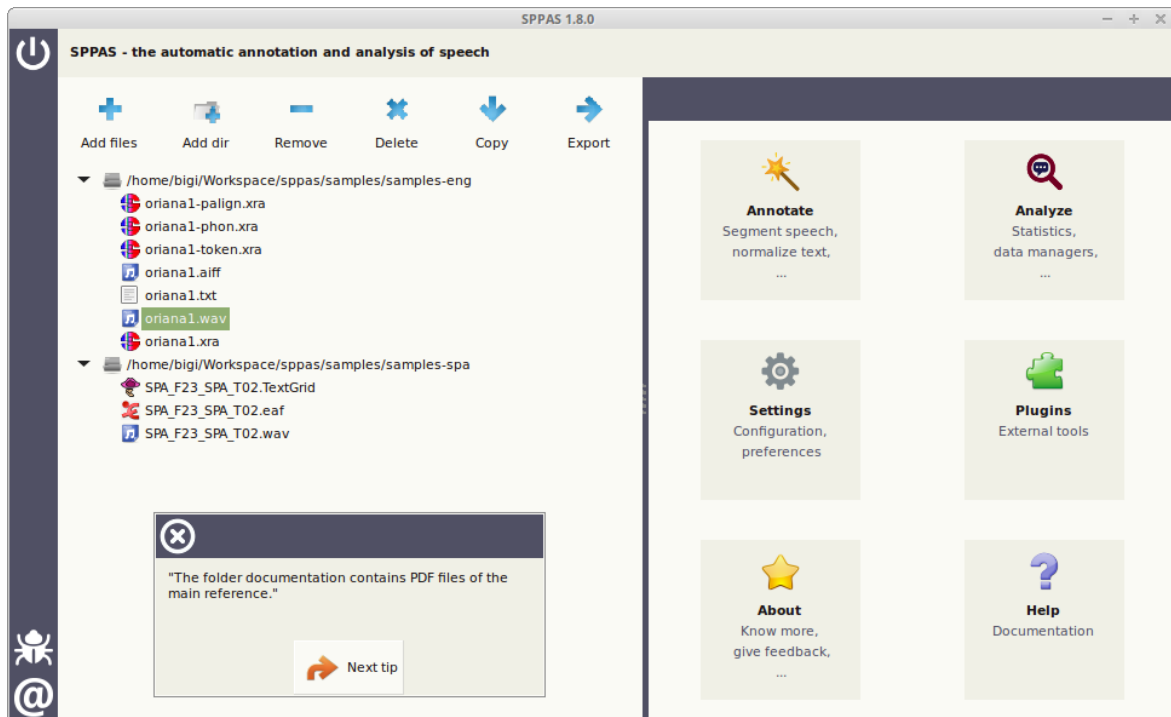 SPPAS 1.8.0
SPPAS - the automatic annotation and analysis of speech
Add files
Add dir
Remove
Delete
Copy
Export
/home/bigi/Workspace/sppas/samples/samples-eng
oriana1-palign.xra
oriana1-phon.xra
oriana1-token.xra
oriana1.aiff
oriana1.txt
oriana1.wav
oriana1.xra
/home/bigi/Workspace/sppas/samples/samples-spa
SPA_F23_SPA_T02.TextGrid
SPA_F23_SPA_T02.eaf
SPA_F23_SPA_T02.wav
"The folder documentation contains PDF files of the
main reference."
Next tip
Annotate
Segment speech,
normalize text,
...
Analyze
Statistics,
data managers,
...
Settings
Configuration,
preferences
Plugins
External tools
About
Know more,
give feedback,
...
Help
Documentation